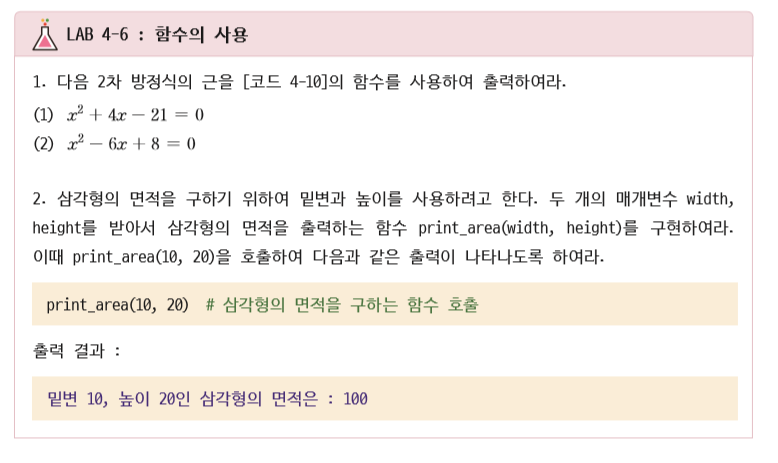 LAB 4-6 : 함수의 사용
1. 다음 2차 방정식의 근을 [코드 4-10]의 함수를 사용하여 출력하여라.
(1) x² + 4x − 21 = 0
(2) x² − 6x + 8 = 0
2. 삼각형의 면적을 구하기 위하여 밑변과 높이를 사용하려고 한다. 두 개의 매개변수 width,
height를 받아서 삼각형의 면적을 출력하는 함수 print_area(width, height)를 구현하여라.
이때 print_area(10, 20)을 호출하여 다음과 같은 출력이 나타나도록 하여라.
print_area(10, 20) # 삼각형의 면적을 구하는 함수 호출
출력 결과 :
밑변 10, 높이 20인 삼각형의 면적은 : 100